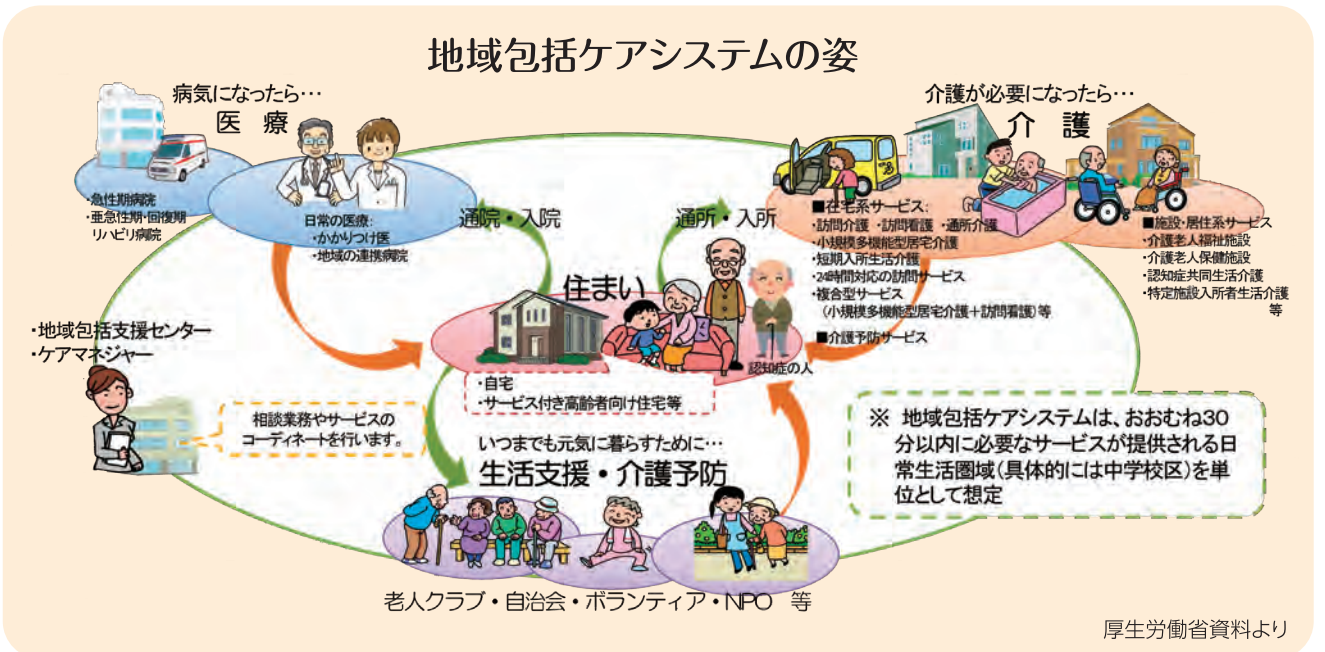 地域包括ケアシステムの姿
病気になったら…
医 療
・急性期病院
・亜急性期・回復期
リハビリ病院
日常の医療:
・かかりつけ医
・地域の連携病院
通院・入院
通所・入所
介護が必要になったら…
介 護
■在宅系サービス:
・訪問介護 ・訪問看護 ・通所介護
・小規模多機能型居宅介護
・短期入所生活介護
・24時間対応の訪問サービス
・複合型サービス
(小規模多機能型居宅介護+訪問看護)等
■介護予防サービス
■施設・居住系サービス
・介護老人福祉施設
・介護老人保健施設
・認知症共同生活介護
・特定施設入所者生活介護
等
住まい
認知症の人
・自宅
・サービス付き高齢者向け住宅等
・地域包括支援センター
・ケアマネジャー
相談業務やサービスの
コーディネートを行います。
いつまでも元気に暮らすために…
生活支援・介護予防
老人クラブ・自治会・ボランティア・NPO 等
※ 地域包括ケアシステムは、おおむね30
分以内に必要なサービスが提供される日
常生活圏域(具体的には中学校区)を単
位として想定
厚生労働省資料より